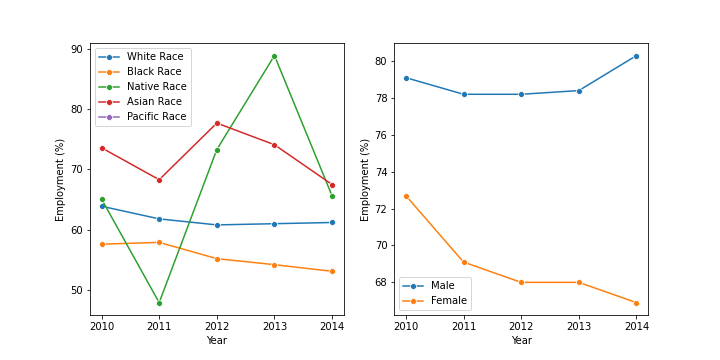 90
80
70
60
50
Employment (%)
White Race
Black Race
Native Race
Asian Race
Pacific Race
2010 2011 2012 2013 2014
Year
80
78
76
74
72
70
68
Employment (%)
Male
Female
2010 2011 2012 2013 2014
Year